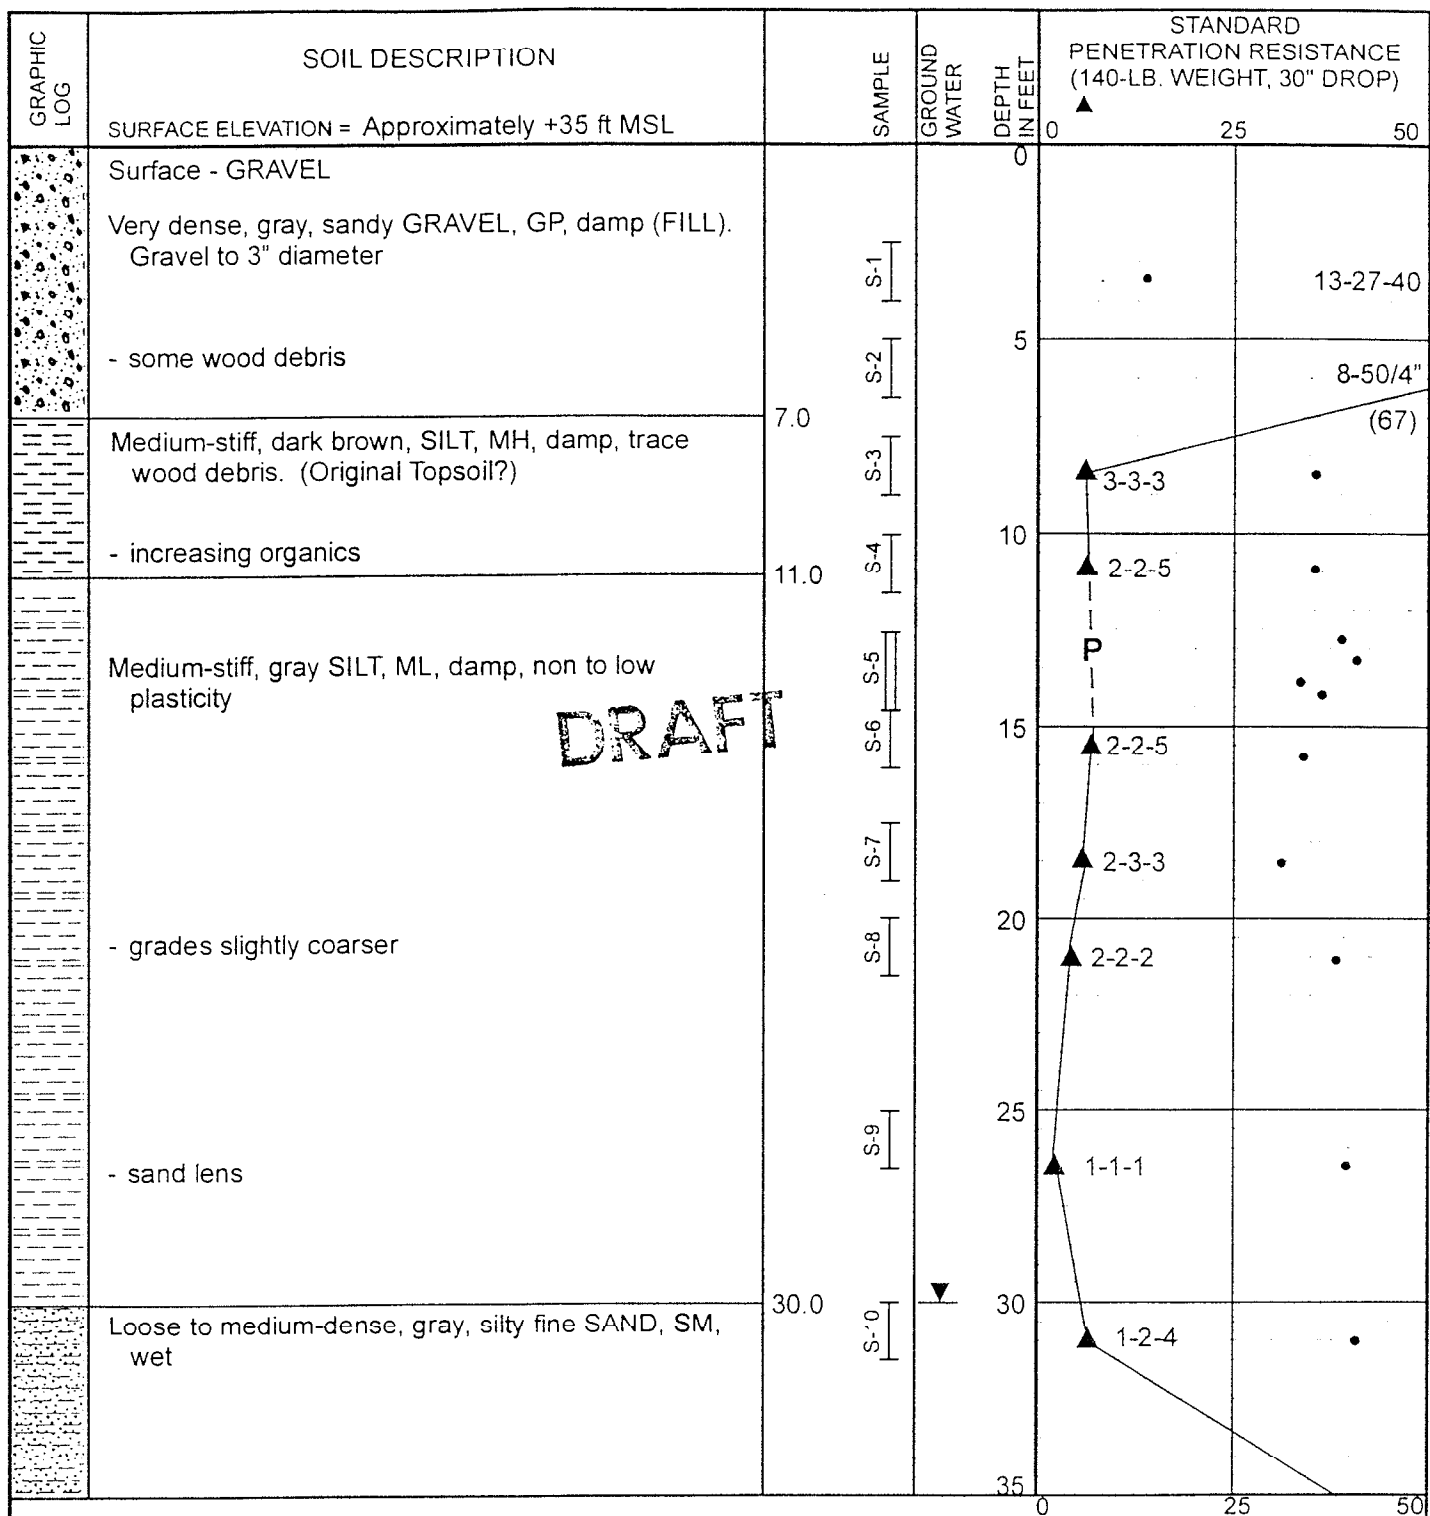 GRAPHIC
LOG
SOIL DESCRIPTION
SURFACE ELEVATION = Approximately +35 ft MSL
SAMPLE
GROUND
WATER
DEPTH
IN FEET
STANDARD
PENETRATION RESISTANCE
(140-LB. WEIGHT, 30" DROP)
▲
0 25 50
Surface - GRAVEL
0
Very dense, gray, sandy GRAVEL, GP, damp (FILL).
Gravel to 3" diameter
S-1
13-27-40
- some wood debris
S-2
5
8-50/4"
(67)
7.0
Medium-stiff, dark brown, SILT, MH, damp, trace
wood debris. (Original Topsoil?)
S-3
3-3-3
- increasing organics
S-4
10
2-2-5
11.0
Medium-stiff, gray SILT, ML, damp, non to low
plasticity
S-5
P
DRAFT
S-6
15
2-2-5
S-7
2-3-3
- grades slightly coarser
S-8
20
2-2-2
25
- sand lens
S-9
1-1-1
30.0
30
Loose to medium-dense, gray, silty fine SAND, SM,
wet
1-2-4
35
0 25 50